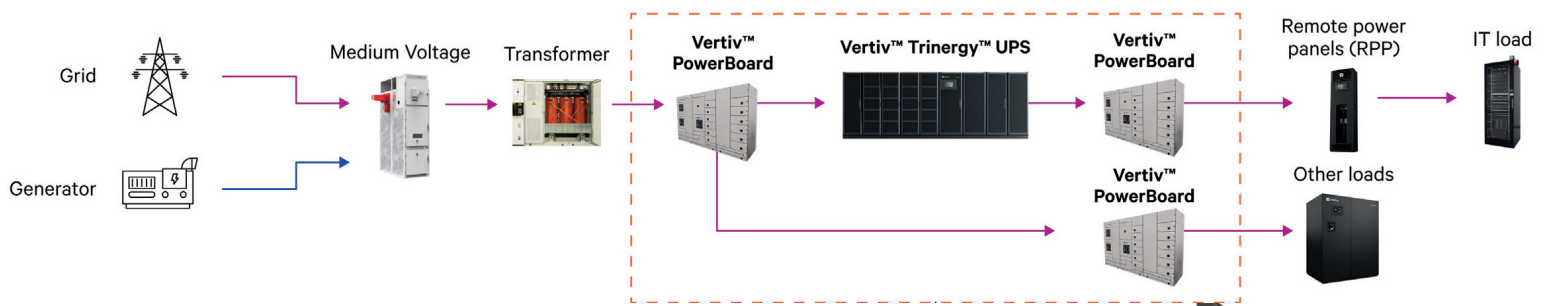 Grid
Generator
Medium Voltage
Transformer
Vertiv™
PowerBoard
Vertiv™ Trinergy™ UPS
Vertiv™
PowerBoard
Vertiv™
PowerBoard
Remote power
panels (RPP)
IT load
Other loads